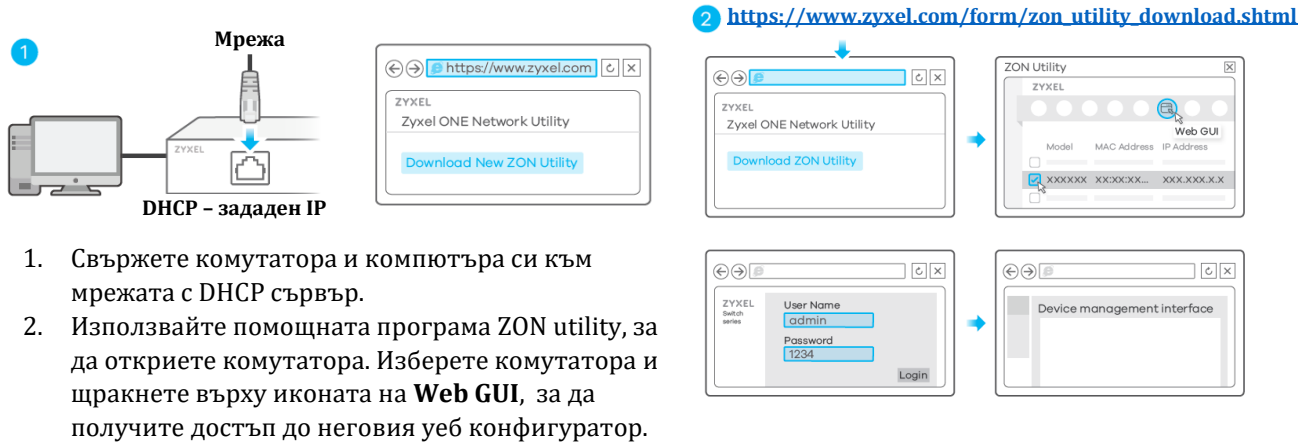 1
Мрежа
ZYXEL
DHCP – зададен IP
https://www.zyxel.com
ZYXEL
Zyxel ONE Network Utility
Download New ZON Utility
1. Свържете комутатора и компютъра си към
мрежата с DHCP сървър.
2. Използвайте помощната програма ZON utility, за
да откриете комутатора. Изберете комутатора и
щракнете върху иконата на Web GUI, за да
получите достъп до неговия уеб конфигуратор.
2 https://www.zyxel.com/form/zon_utility_download.shtml
ZYXEL
Zyxel ONE Network Utility
Download ZON Utility
ZON Utility
ZYXEL
Web GUI
Model MAC Address IP Address
XXXXXX XX:XX:XX... XXX.XXX.X.X
ZYXEL
Switch
series
User Name
admin
Password
1234
Login
Device management interface